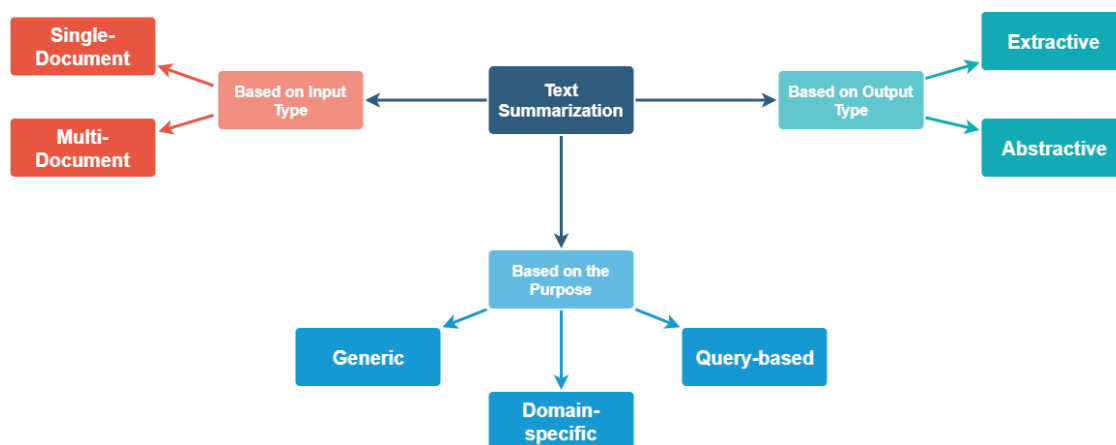 Single-
Document
Based on Input
Type
Multi-
Document
Text
Summarization
Based on Output
Type
Extractive
Abstractive
Based on the
Purpose
Generic
Domain-
specific
Query-based